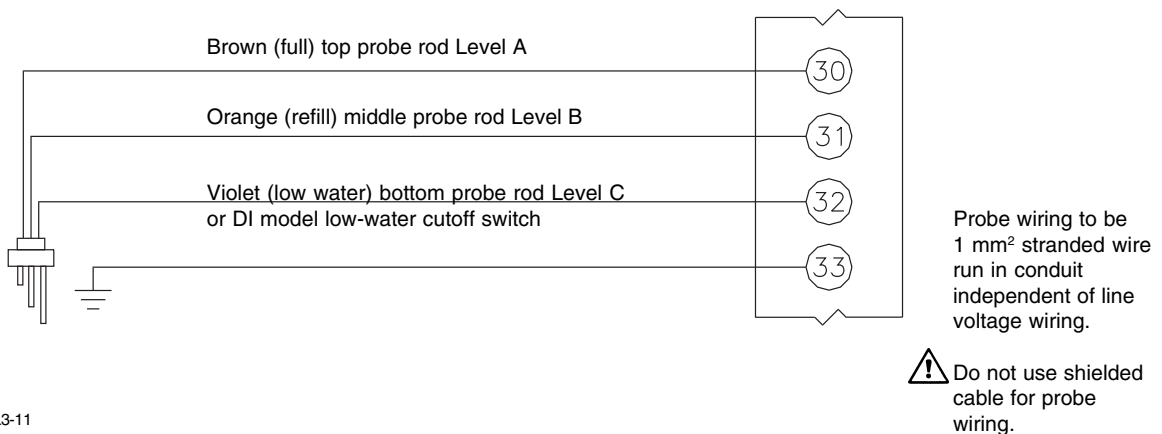 Brown (full) top probe rod Level A
30
Orange (refill) middle probe rod Level B
31
Violet (low water) bottom probe rod Level C
or DI model low-water cutoff switch
32
33
Probe wiring to be
1 mm² stranded wire
run in conduit
independent of line
voltage wiring.
Do not use shielded
cable for probe
wiring.
3-11